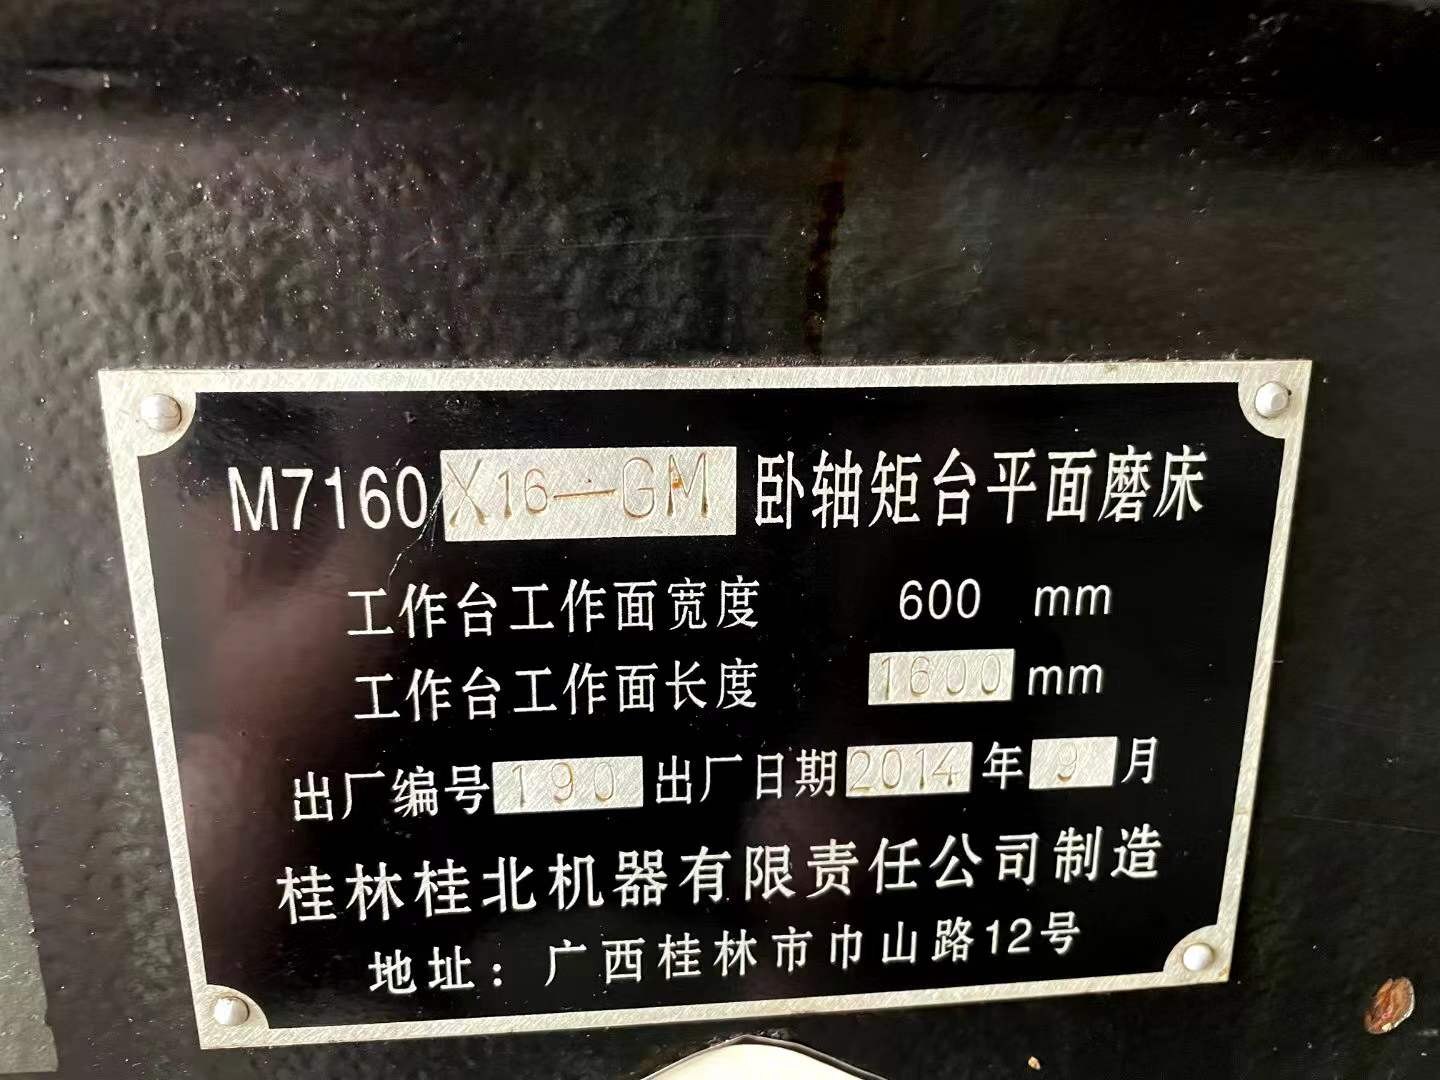 M7160X16-GM 卧轴矩台平面磨床
工作台工作面宽度 600 mm
工作台工作面长度 1600 mm
出厂编号 190 出厂日期 2014 年 9 月
桂林桂北机器有限责任公司制造
地址：广西桂林市巾山路12号